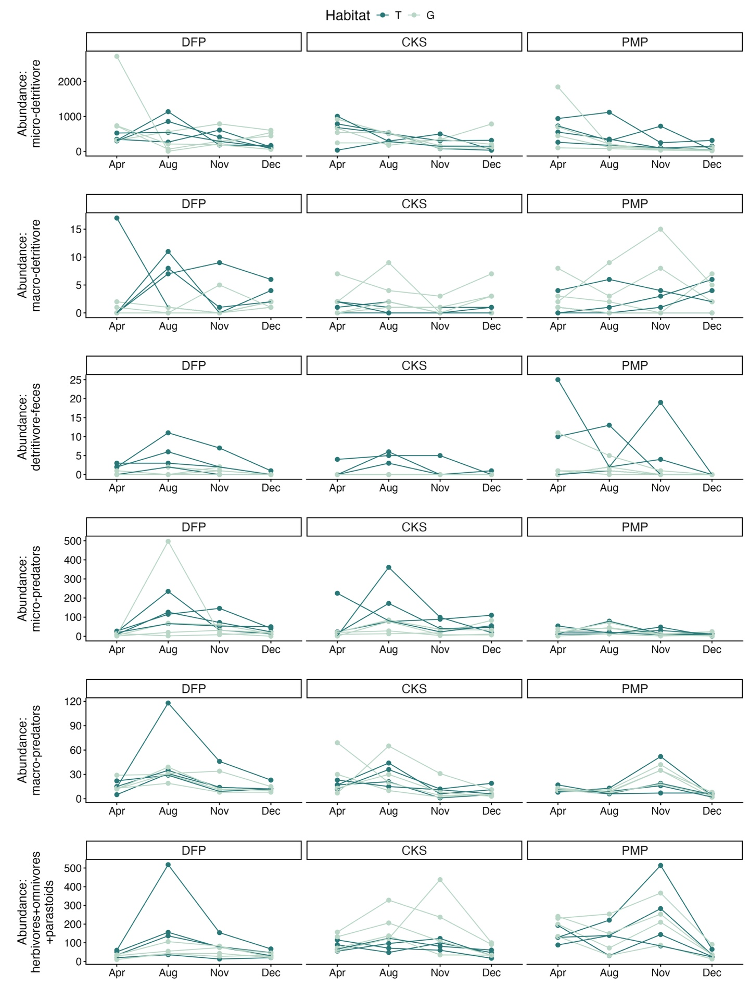 Habitat T G
DFP CKS PMP
Abundance:
micro-detritivore
2000
1000
0
Apr Aug Nov Dec Apr Aug Nov Dec Apr Aug Nov Dec
DFP CKS PMP
Abundance:
macro-detritivore
15
10
5
0
Apr Aug Nov Dec Apr Aug Nov Dec Apr Aug Nov Dec
DFP CKS PMP
Abundance:
detritivore-feces
25
20
15
10
5
0
Apr Aug Nov Dec Apr Aug Nov Dec Apr Aug Nov Dec
DFP CKS PMP
Abundance:
micro-predators
500
400
300
200
100
0
Apr Aug Nov Dec Apr Aug Nov Dec Apr Aug Nov Dec
DFP CKS PMP
Abundance:
macro-predators
120
90
60
30
0
Apr Aug Nov Dec Apr Aug Nov Dec Apr Aug Nov Dec
DFP CKS PMP
Abundance:
herbivores+omnivores
+parastoids
500
400
300
200
100
0
Apr Aug Nov Dec Apr Aug Nov Dec Apr Aug Nov Dec